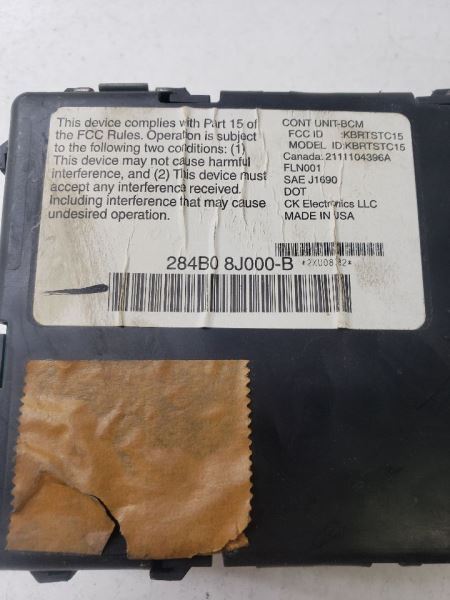 This device complies with Part 15 of
the FCC Rules. Operation is subject
to the following two conditions: (1)
This device may not cause harmful
interference, and (2) This device must
accept any interference received.
Including interference that may cause
undesired operation.
CONT UNIT-BCM
FCC ID :KBRTSTC15
MODEL ID:KBRTSTC15
Canada: 2111104396A
FLN001
SAE J1690
DOT
CK Electronics LLC
MADE IN USA
284B0 8J000-B